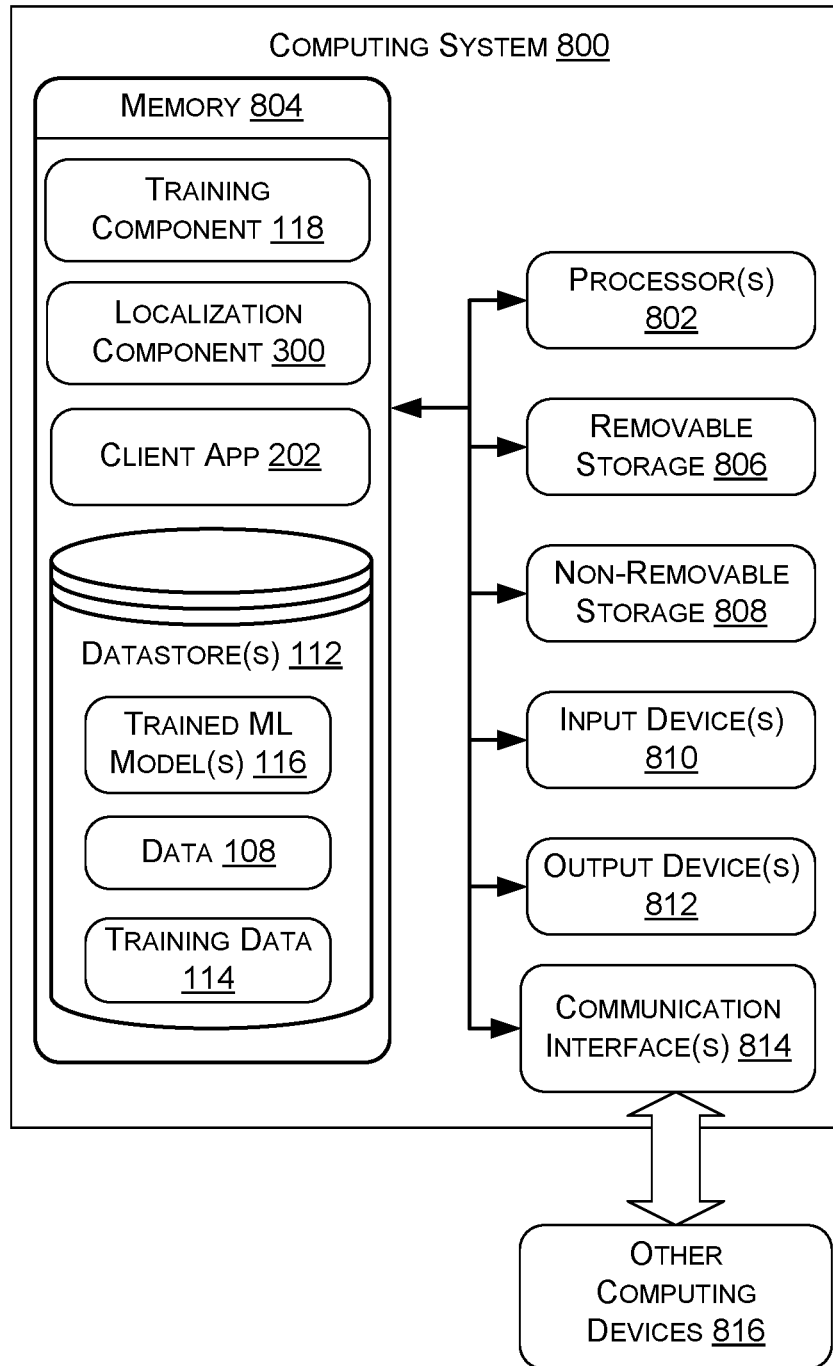 COMPUTING SYSTEM 800
MEMORY 804
TRAINING
COMPONENT 118
LOCALIZATION
COMPONENT 300
CLIENT APP 202
DATASTORE(S) 112
TRAINED ML
MODEL(S) 116
DATA 108
TRAINING DATA
114
PROCESSOR(S)
802
REMOVABLE
STORAGE 806
NON-REMOVABLE
STORAGE 808
INPUT DEVICE(S)
810
OUTPUT DEVICE(S)
812
COMMUNICATION
INTERFACE(S) 814
OTHER
COMPUTING
DEVICES 816